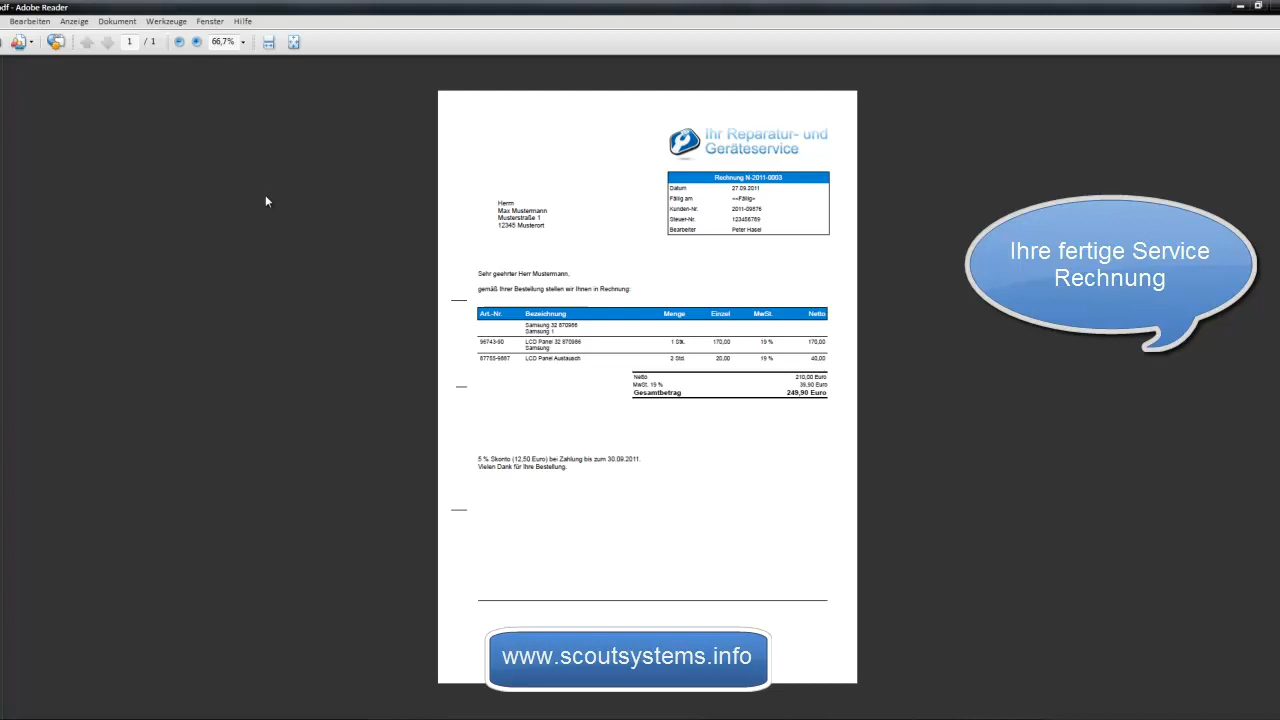 df - Adobe Reader
Bearbeiten Anzeige Dokument Werkzeuge Fenster Hilfe
1 / 1 66,7%
Ihr Reparatur- und
Geräteservice
Rechnung N-2011-0003
Datum 27.09.2011
Fällig am <<Fällig>
Kunden-Nr. 2011-09876
Steuer-Nr. 123456789
Bearbeiter Peter Hasel
Herrn
Max Mustermann
Musterstraße 1
12345 Musterort
Ihre fertige Service
Rechnung
Sehr geehrter Herr Mustermann,
gemäß Ihrer Bestellung stellen wir Ihnen in Rechnung:
Art.-Nr. Bezeichnung Menge Einzel MwSt. Netto
Samsung 32 870986
Samsung 1
96743-90 LCD Panel 32 870986 1 Stk. 170,00 19 % 170,00
Samsung
87755-9887 LCD Panel Austausch 2 Std. 20,00 19 % 40,00
Netto 210,00 Euro
MwSt. 19 % 39,90 Euro
Gesamtbetrag 249,90 Euro
5 % Skonto (12,50 Euro) bei Zahlung bis zum 30.09.2011.
Vielen Dank für Ihre Bestellung.
www.scoutsystems.info